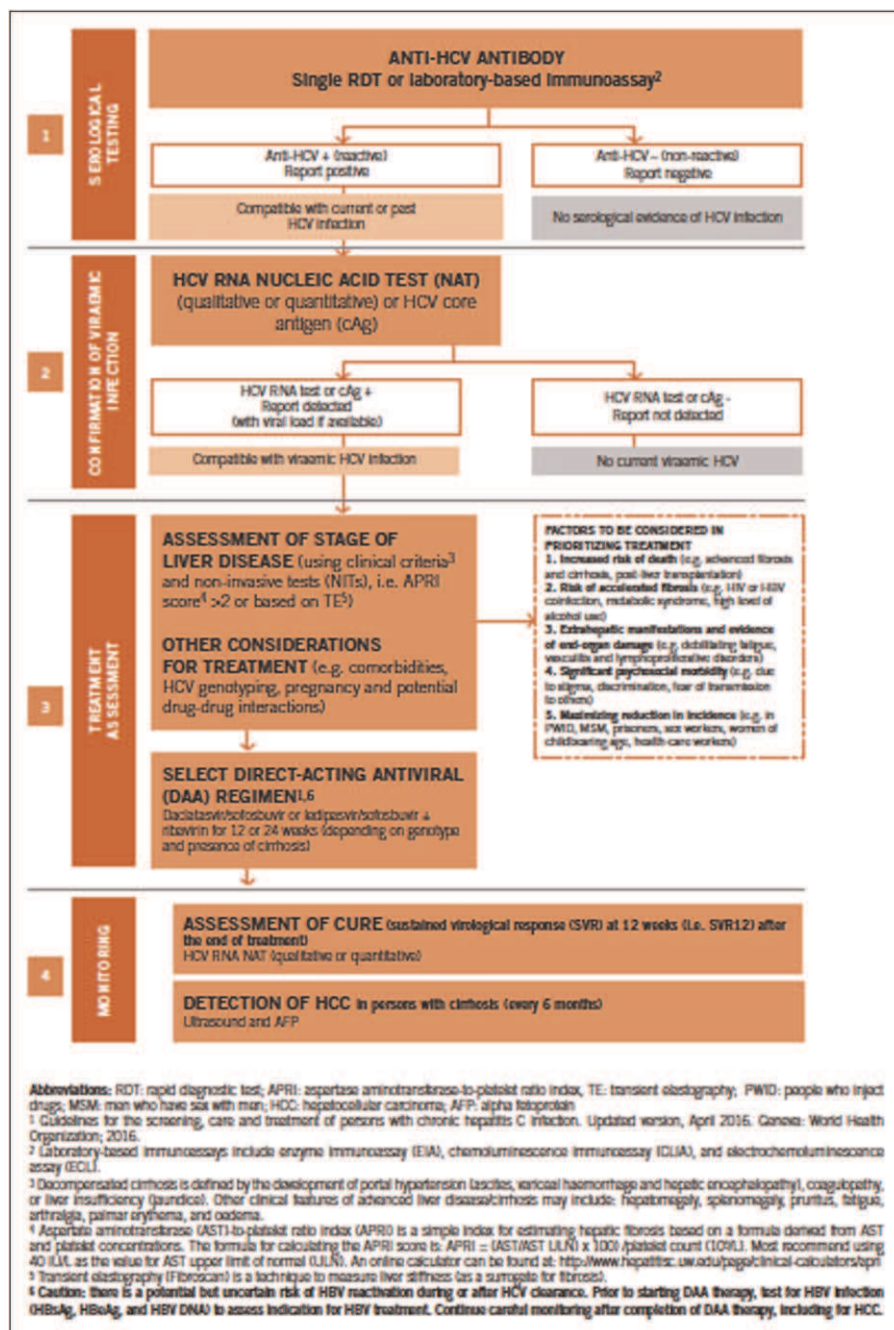 ANTI-HCV ANTIBODY
Single RDT or laboratory-based immunoassay2
1
SEROLOGICAL
TESTING
Anti-HCV + (reactive)
Report positive
Anti-HCV – (non-reactive)
Report negative
Compatible with current or past
HCV infection
No serological evidence of HCV infection
HCV RNA NUCLEIC ACID TEST (NAT)
(qualitative or quantitative) or HCV core
antigen (cAg)
2
CONFIRMATION OF VIRAEMIC
INFECTION
HCV RNA test or cAg +
Report detected
(with viral load if available)
HCV RNA test or cAg -
Report not detected
Compatible with viraemic HCV infection
No current viraemic HCV
3
TREATMENT
ASSESSMENT
ASSESSMENT OF STAGE OF
LIVER DISEASE (using clinical criteria3
and non-invasive tests (NITs), i.e. APRI
score4 >2 or based on TE5)
OTHER CONSIDERATIONS
FOR TREATMENT (e.g. comorbidities,
HCV genotyping, pregnancy and potential
drug-drug interactions)
FACTORS TO BE CONSIDERED IN
PRIORITIZING TREATMENT
1. Increased risk of death (e.g. advanced fibrosis
and cirrhosis, post-liver transplantation)
2. Risk of accelerated fibrosis (e.g. HIV or HBV
coinfection, metabolic syndrome, high level of
alcohol use)
3. Extrahepatic manifestations and evidence
of end-organ damage (e.g. debilitating fatigue,
vasculitis and lymphoproliferative disorders)
4. Significant psychosocial morbidity (e.g. due
to stigma, discrimination, fear of transmission
to others)
5. Maximizing reduction in incidence (e.g. in
PWID, MSM, prisoners, sex workers, women of
childbearing age, health-care workers)
SELECT DIRECT-ACTING ANTIVIRAL
(DAA) REGIMEN1,6
Daclatasvir/sofosbuvir or ledipasvir/sofosbuvir ±
ribavirin for 12 or 24 weeks (depending on genotype
and presence of cirrhosis)
4
MONITORING
ASSESSMENT OF CURE (sustained virological response (SVR) at 12 weeks (i.e. SVR12) after
the end of treatment)
HCV RNA NAT (qualitative or quantitative)
DETECTION OF HCC in persons with cirrhosis (every 6 months)
Ultrasound and AFP
Abbreviations: RDT: rapid diagnostic test; APRI: aspertase aminotransferase-to-platelet ratio index, TE: transient elastography; PWID: people who inject
drugs; MSM: men who have sex with men; HCC: hepatocellular carcinoma; AFP: alpha fetoprotein
1 Guidelines for the screening, care and treatment of persons with chronic hepatitis C infection. Updated version, April 2016. Geneva: World Health
Organization; 2016.
2 Laboratory-based immunoassays include enzyme immunoassay (EIA), chemoluminescence immunoassay (CLIA), and electrochemoluminescence
assay (ECL).
3 Decompensated cirrhosis is defined by the development of portal hypertension (ascites, variceal haemorrhage and hepatic encephalopathy), coagulopathy,
or liver insufficiency (jaundice). Other clinical features of advanced liver disease/cirrhosis may include: hepatomegaly, splenomegaly, pruritus, fatigue,
arthralgia, palmar erythema, and oedema.
4 Aspertate aminotransferase (AST)-to-platelet ratio index (APRI) is a simple index for estimating hepatic fibrosis based on a formula derived from AST
and platelet concentrations. The formula for calculating the APRI score is: APRI = (AST/AST ULN) x 100) /platelet count (109/L). Most recommend using
40 IU/L as the value for AST upper limit of normal (ULN). An online calculator can be found at: http://www.hepatitisc.uw.edu/page/clinical-calculators/apri
5 Transient elastography (Fibroscan) is a technique to measure liver stiffness (as a surrogate for fibrosis).
6 Caution: there is a potential but uncertain risk of HBV reactivation during or after HCV clearance. Prior to starting DAA therapy, test for HBV infection
(HBsAg, HBeAg, and HBV DNA) to assess indication for HBV treatment. Continue careful monitoring after completion of DAA therapy, including for HCC.